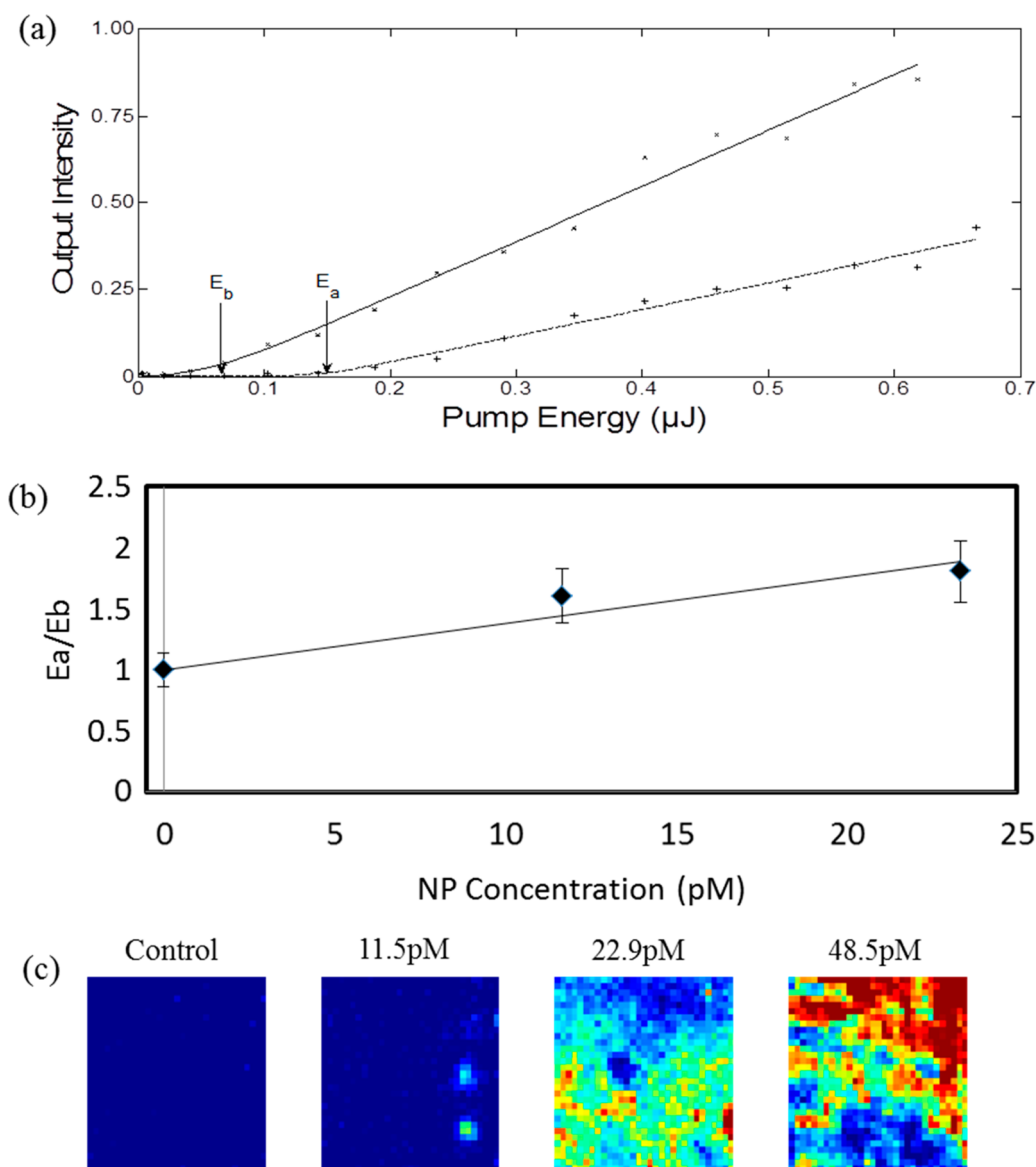 (a)
1.00
0.75
0.50
0.25
0
Output Intensity
E_b
E_a
0 0.1 0.2 0.3 0.4 0.5 0.6 0.7
Pump Energy (µJ)
(b)
2.5
2
1.5
1
0.5
0
Ea/Eb
0 5 10 15 20 25
NP Concentration (pM)
Control 11.5pM 22.9pM 48.5pM
(c)